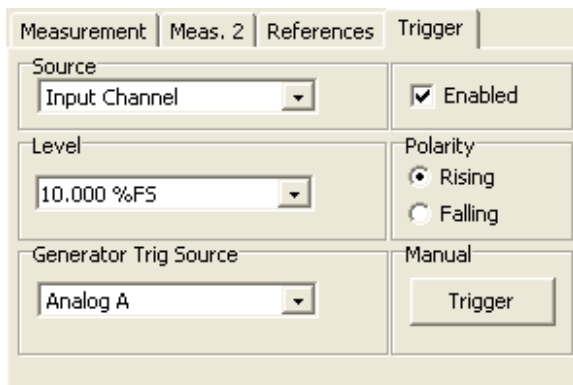 Measurement Meas. 2 References Trigger
Source
Input Channel
Enabled
Level
10.000 %FS
Polarity
Rising
Falling
Generator Trig Source
Analog A
Manual
Trigger